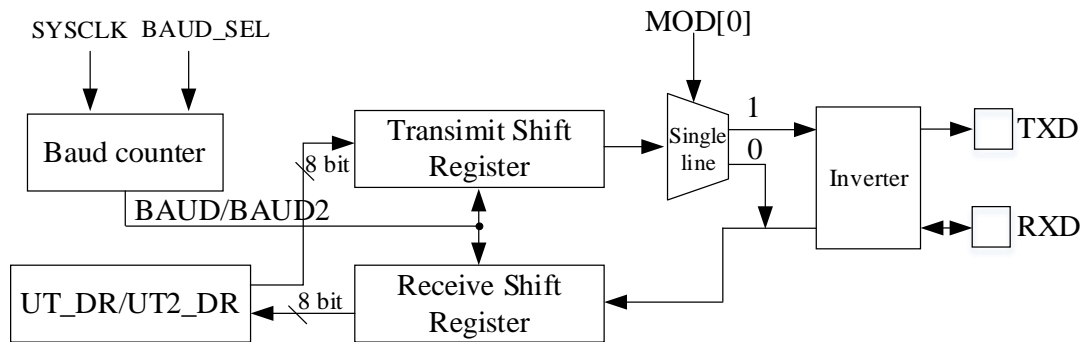 SYSCLK BAUD_SEL
MOD[0]
Baud counter
8 bit
Transimit Shift
Register
Single
line
1
0
Inverter
TXD
BAUD/BAUD2
RXD
UT_DR/UT2_DR
8 bit
Receive Shift
Register